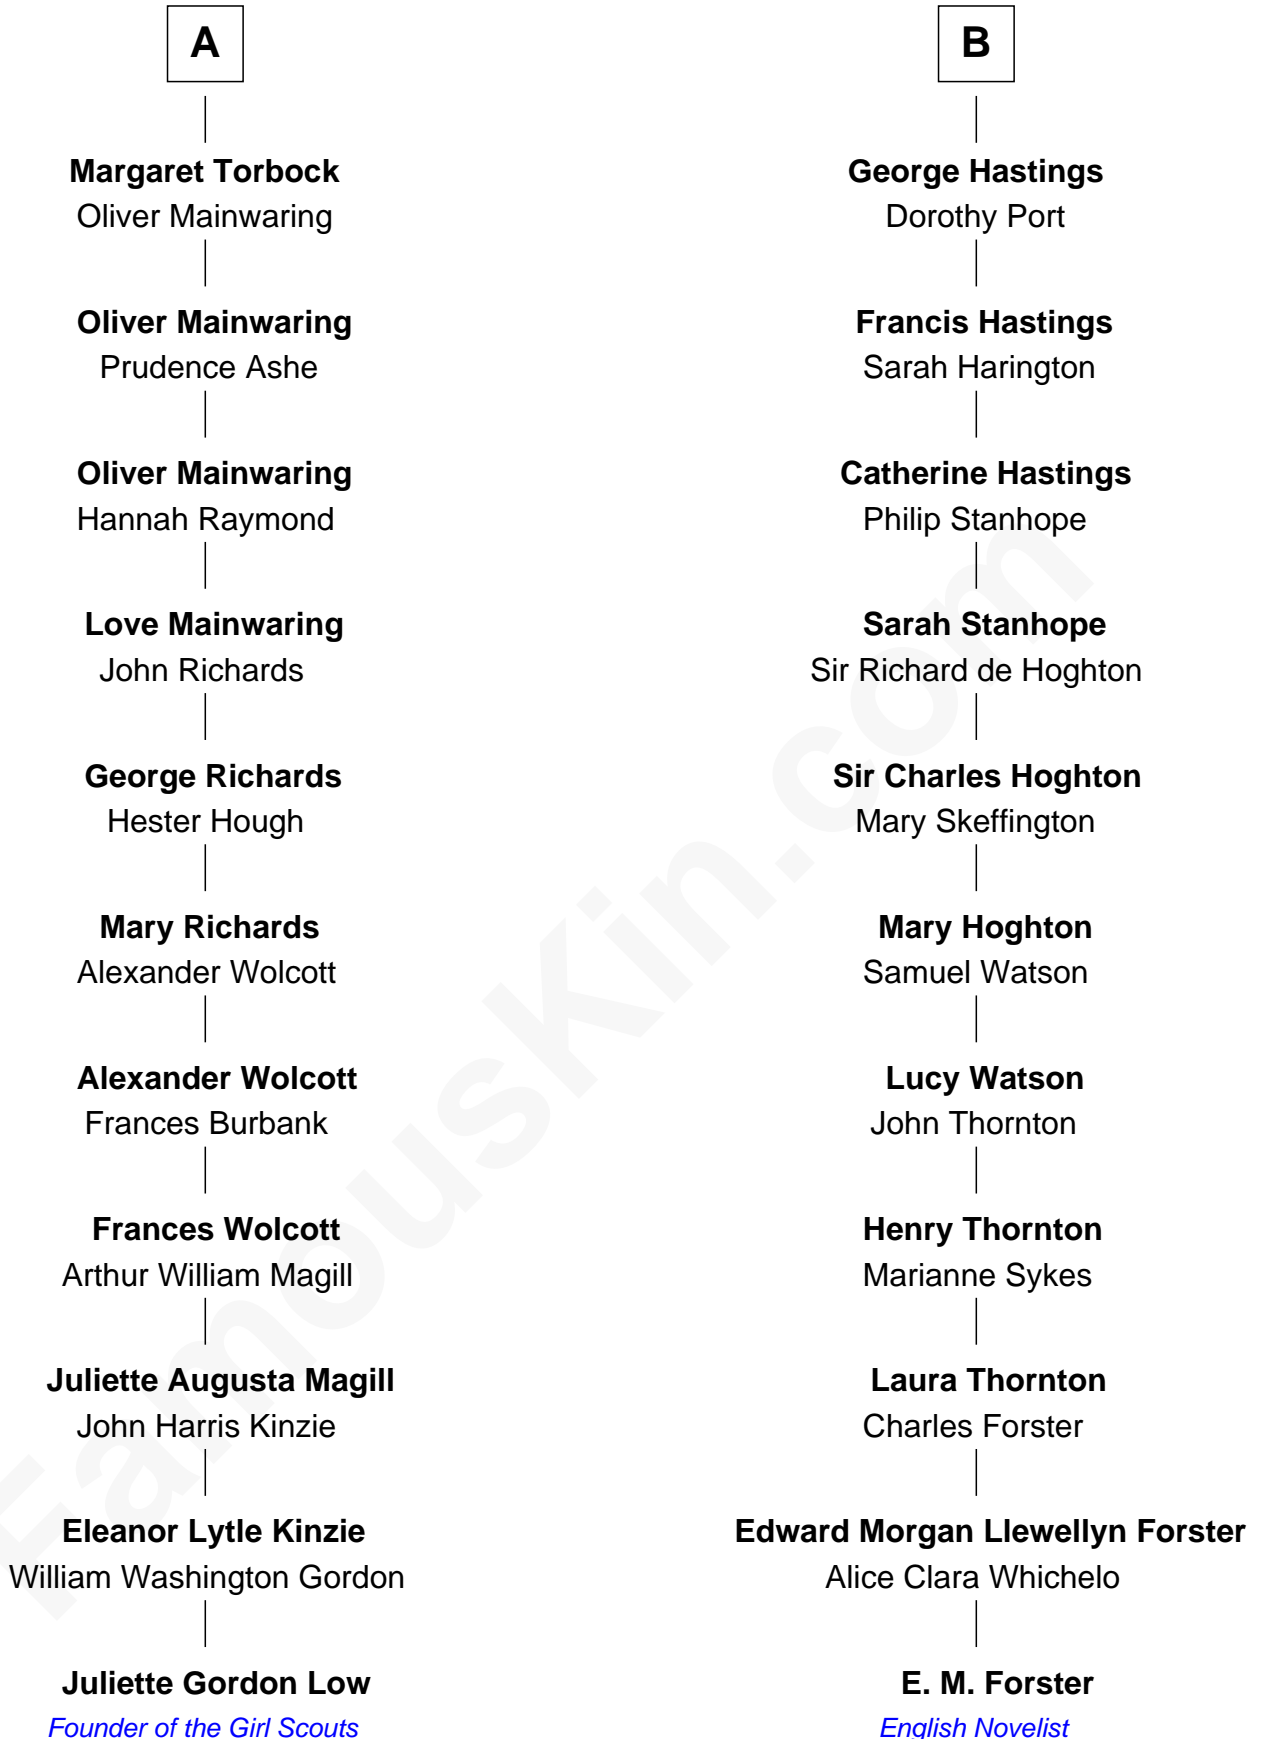 A
Margaret Torbock
Oliver Mainwaring
Oliver Mainwaring
Prudence Ashe
Oliver Mainwaring
Hannah Raymond
Love Mainwaring
John Richards
George Richards
Hester Hough
Mary Richards
Alexander Wolcott
Alexander Wolcott
Frances Burbank
Frances Wolcott
Arthur William Magill
Juliette Augusta Magill
John Harris Kinzie
Eleanor Lytle Kinzie
William Washington Gordon
Juliette Gordon Low
Founder of the Girl Scouts
B
George Hastings
Dorothy Port
Francis Hastings
Sarah Harington
Catherine Hastings
Philip Stanhope
Sarah Stanhope
Sir Richard de Hoghton
Sir Charles Hoghton
Mary Skeffington
Mary Hoghton
Samuel Watson
Lucy Watson
John Thornton
Henry Thornton
Marianne Sykes
Laura Thornton
Charles Forster
Edward Morgan Llewellyn Forster
Alice Clara Whichelo
E. M. Forster
English Novelist
FamousKin.com